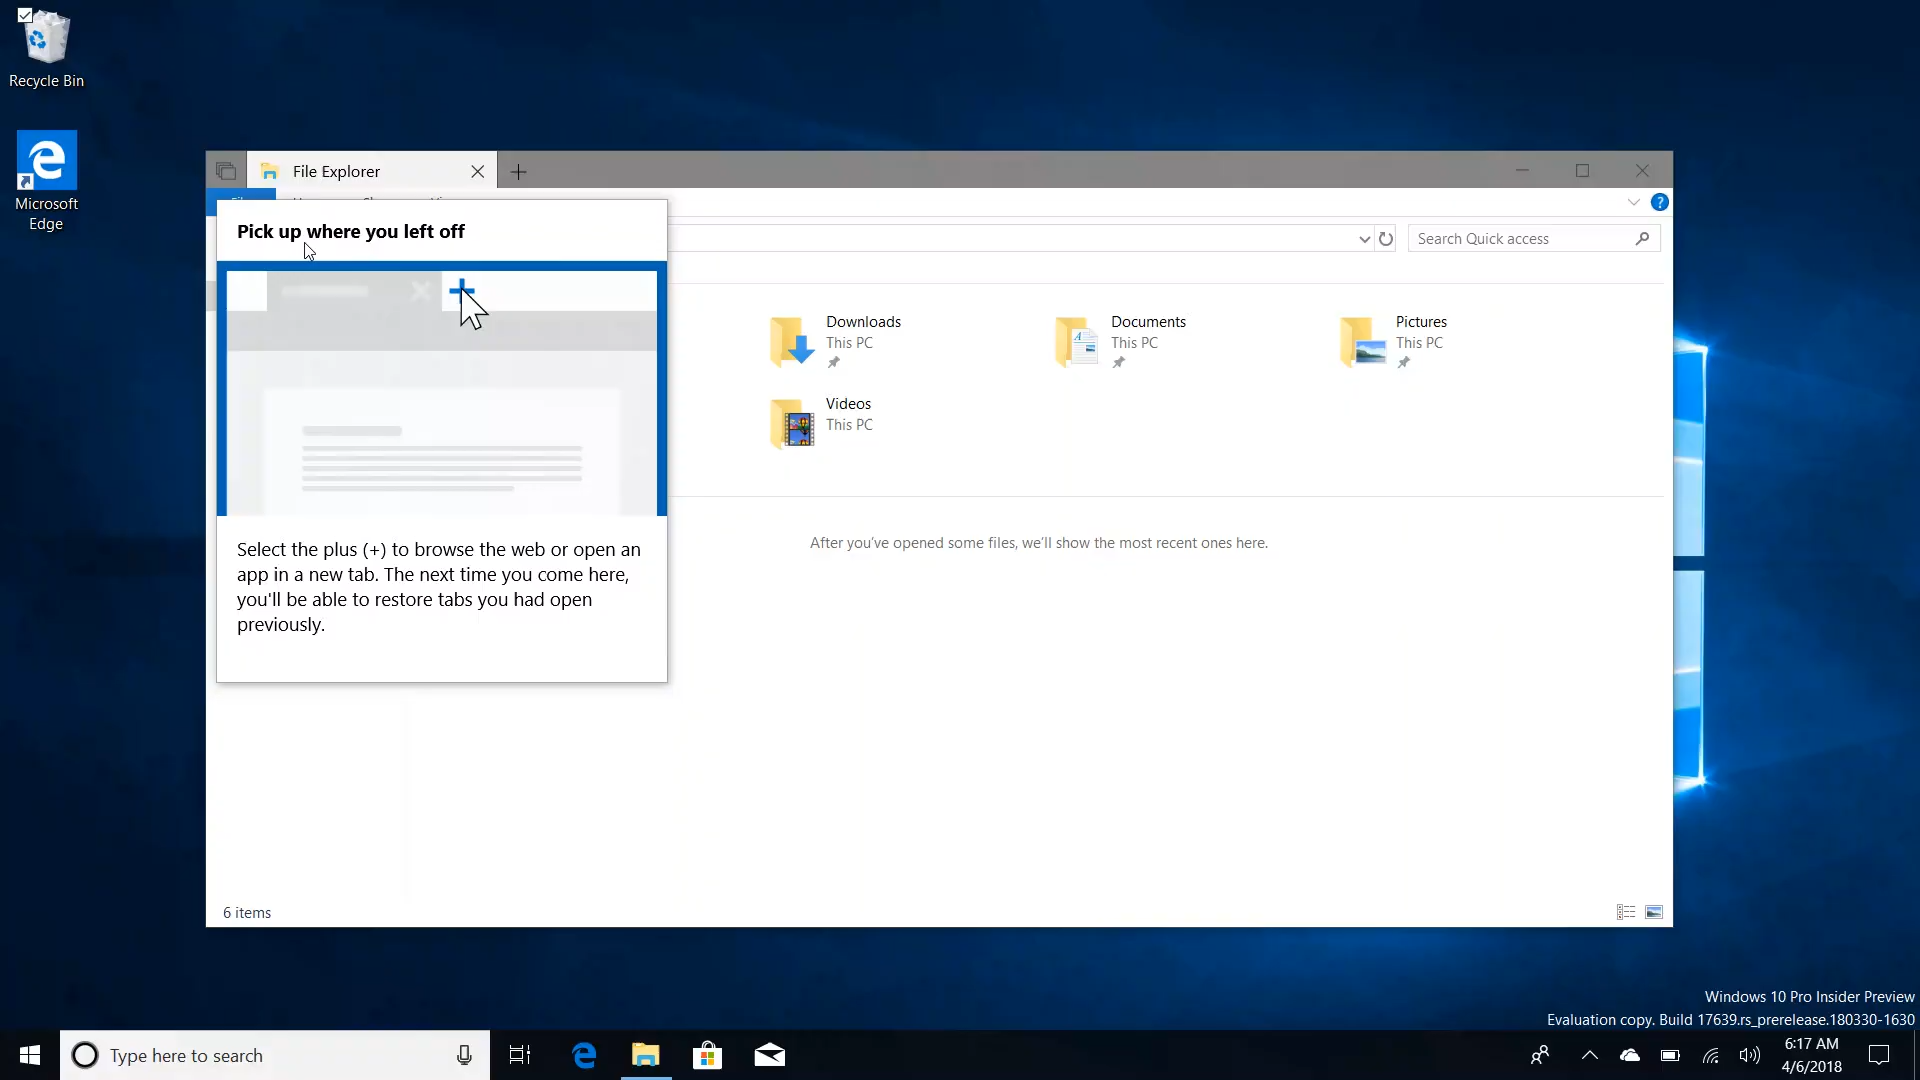 Recycle Bin
Microsoft
Edge
File Explorer
Pick up where you left off
Search Quick access
Downloads
This PC
Documents
This PC
Pictures
This PC
Videos
This PC
Select the plus (+) to browse the web or open an
app in a new tab. The next time you come here,
you'll be able to restore tabs you had open
previously.
After you've opened some files, we'll show the most recent ones here.
6 items
Windows 10 Pro Insider Preview
Evaluation copy. Build 17639.rs_prerelease.180330-1630
Type here to search
6:17 AM
4/6/2018